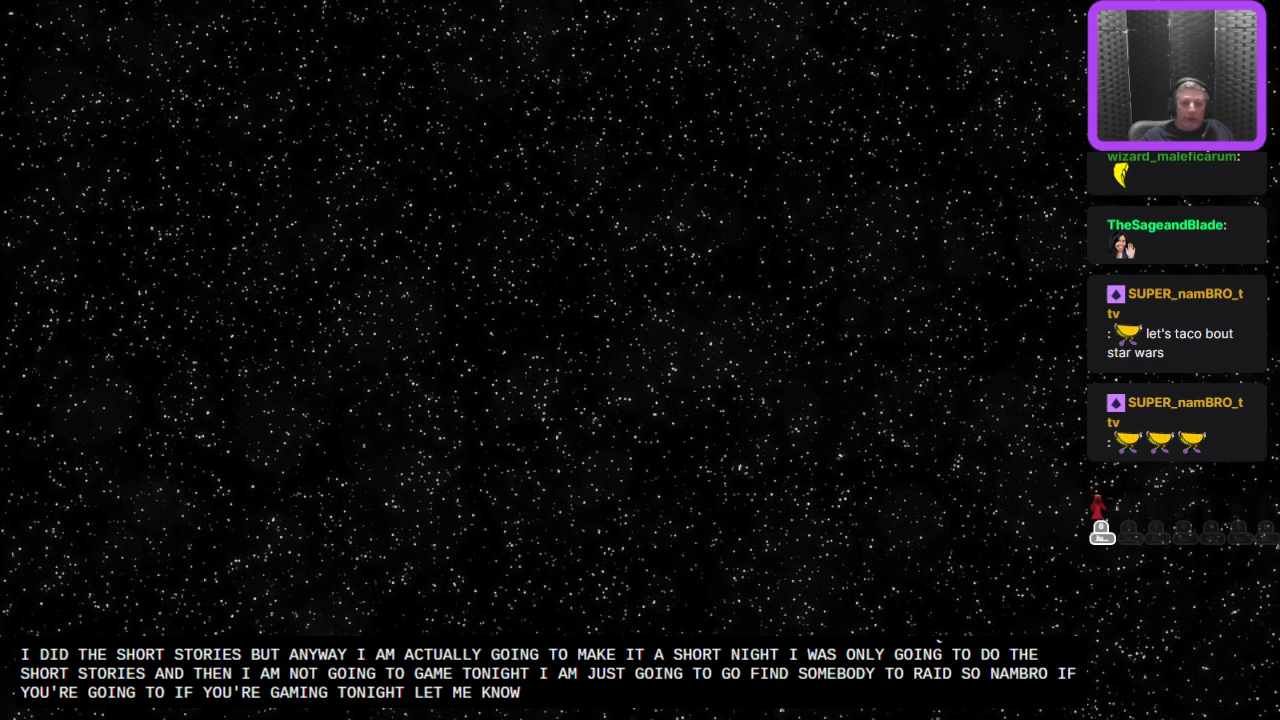 wizard_maleficarum:
TheSageandBlade:
SUPER_namBRO_t
tv
: let's taco bout
star wars
SUPER_namBRO_t
tv
:
I DID THE SHORT STORIES BUT ANYWAY I AM ACTUALLY GOING TO MAKE IT A SHORT NIGHT I WAS ONLY GOING TO DO THE
SHORT STORIES AND THEN I AM NOT GOING TO GAME TONIGHT I AM JUST GOING TO GO FIND SOMEBODY TO RAID SO NAMBRO IF
YOU'RE GOING TO IF YOU'RE GAMING TONIGHT LET ME KNOW